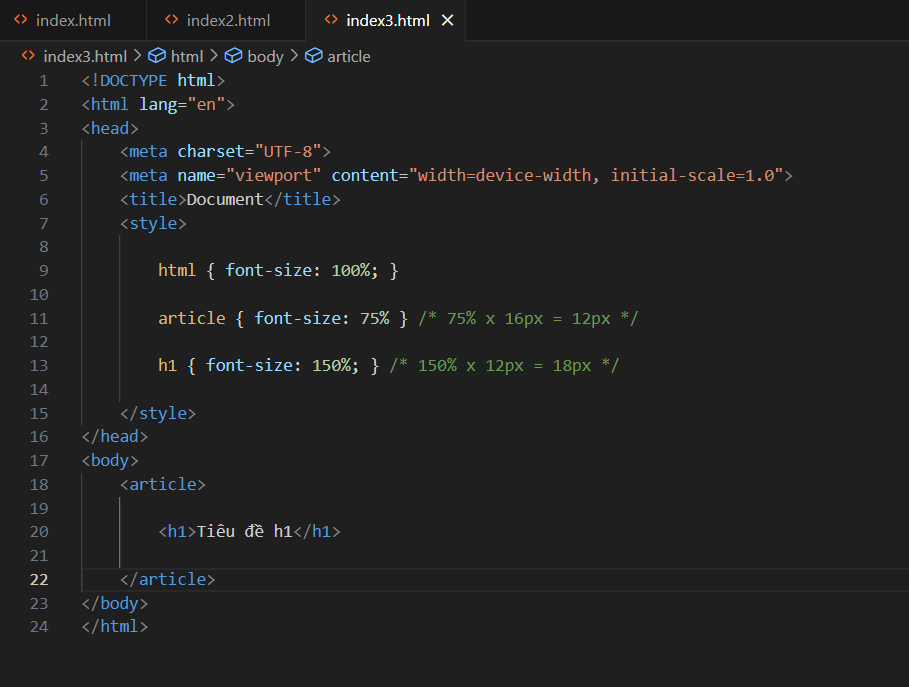 index.html index2.html index3.html
index3.html > html > body > article
1 <!DOCTYPE html>
2 <html lang="en">
3 <head>
4     <meta charset="UTF-8">
5     <meta name="viewport" content="width=device-width, initial-scale=1.0">
6     <title>Document</title>
7     <style>
8
9         html { font-size: 100%; }
10
11         article { font-size: 75% } /* 75% x 16px = 12px */
12
13         h1 { font-size: 150%; } /* 150% x 12px = 18px */
14
15     </style>
16 </head>
17 <body>
18     <article>
19
20         <h1>Tiêu đề h1</h1>
21
22     </article>
23 </body>
24 </html>